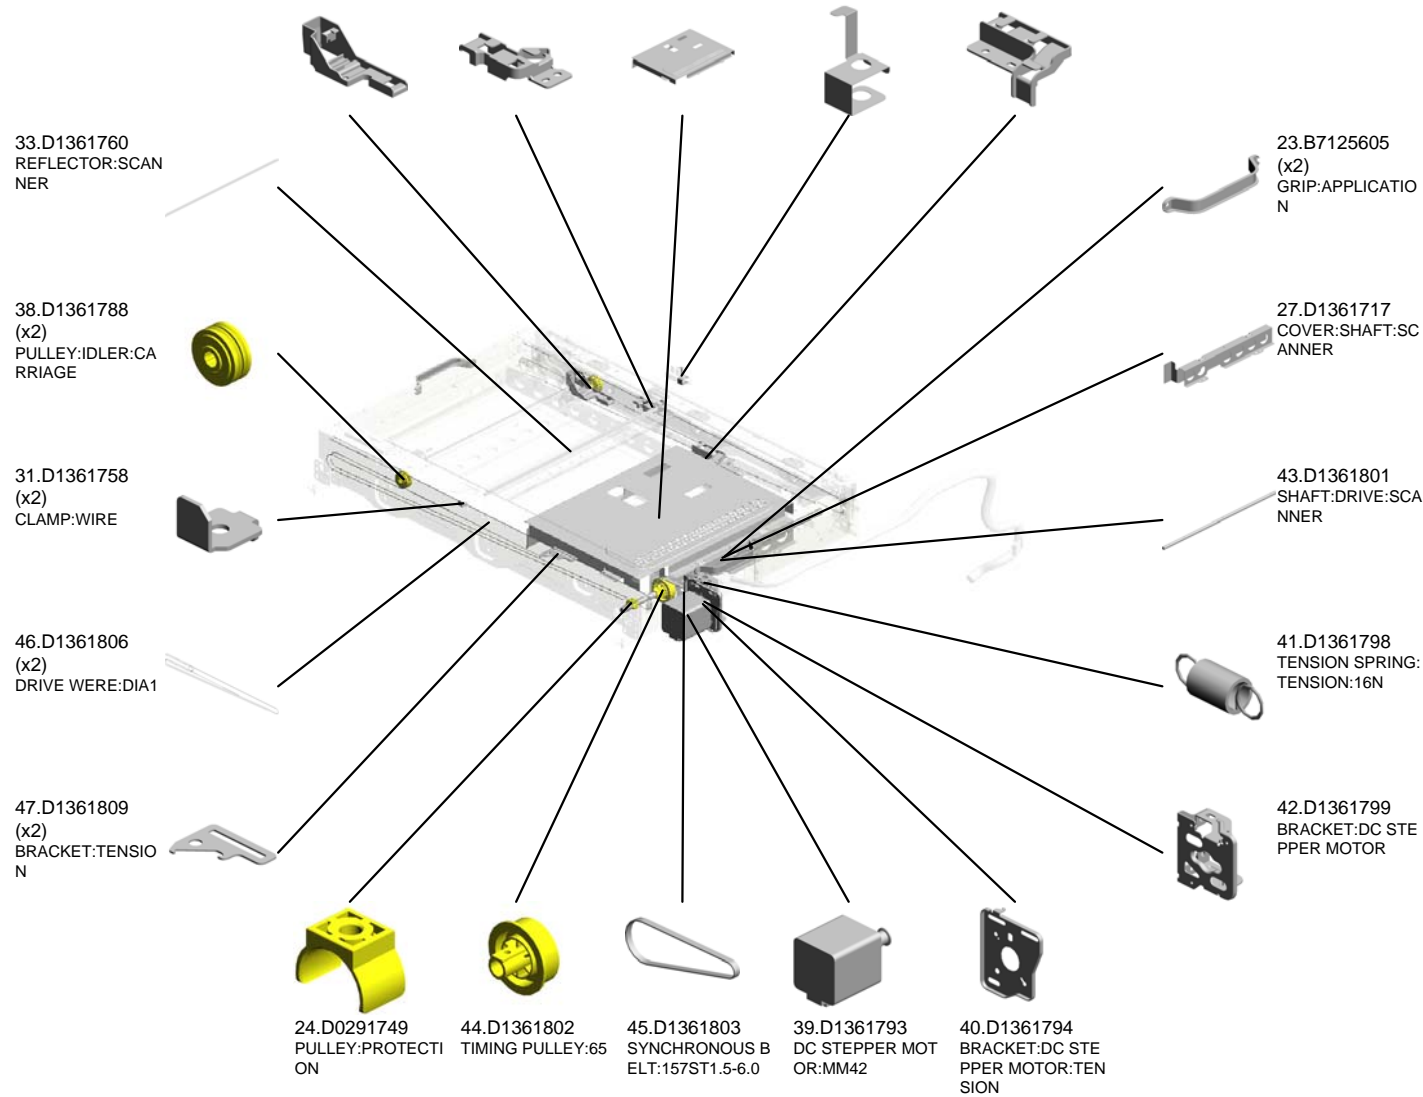 33.D1361760
REFLECTOR:SCAN
NER
38.D1361788
(x2)
PULLEY:IDLER:CA
RRIAGE
31.D1361758
(x2)
CLAMP:WIRE
46.D1361806
(x2)
DRIVE WERE:DIA1
47.D1361809
(x2)
BRACKET:TENSIO
N
23.B7125605
(x2)
GRIP:APPLICATIO
N
27.D1361717
COVER:SHAFT:SC
ANNER
43.D1361801
SHAFT:DRIVE:SCA
NNER
41.D1361798
TENSION SPRING:
TENSION:16N
42.D1361799
BRACKET:DC STE
PPER MOTOR
24.D0291749
PULLEY:PROTECTI
ON
44.D1361802
TIMING PULLEY:65
45.D1361803
SYNCHRONOUS B
ELT:157ST1.5-6.0
39.D1361793
DC STEPPER MOT
OR:MM42
40.D1361794
BRACKET:DC STE
PPER MOTOR:TEN
SION